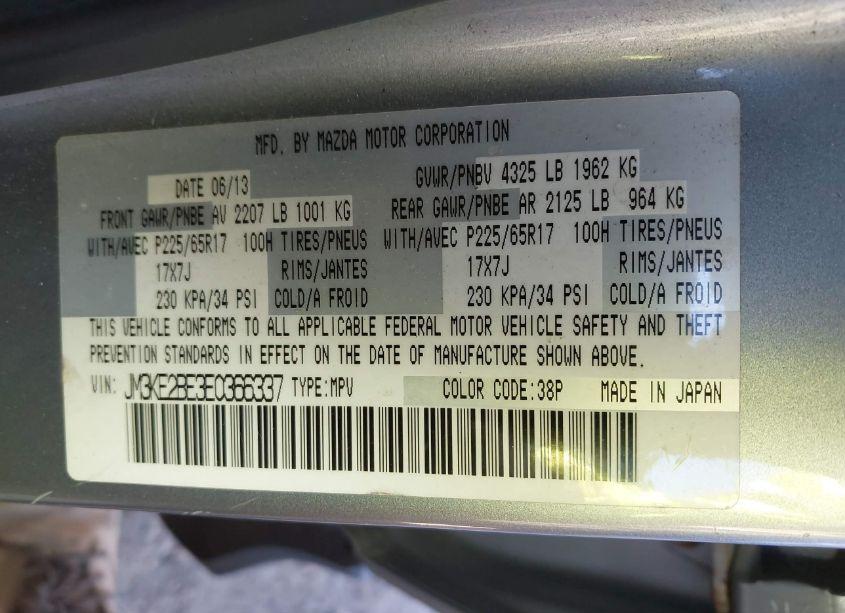 MFD. BY MAZDA MOTOR CORPORATION
DATE 06/13 GVWR/PNBV 4325 LB 1962 KG
FRONT GAWR/PNBE AV 2207 LB 1001 KG REAR GAWR/PNBE AR 2125 LB 964 KG
WITH/AVEC P225/65R17 100H TIRES/PNEUS WITH/AVEC P225/65R17 100H TIRES/PNEUS
17X7J RIMS/JANTES 17X7J RIMS/JANTES
230 KPA/34 PSI COLD/A FROID 230 KPA/34 PSI COLD/A FROID
THIS VEHICLE CONFORMS TO ALL APPLICABLE FEDERAL MOTOR VEHICLE SAFETY AND THEFT
PREVENTION STANDARDS IN EFFECT ON THE DATE OF MANUFACTURE SHOWN ABOVE.
VIN: JM3KE2BE3E0366337 TYPE:MPV COLOR CODE:38P MADE IN JAPAN